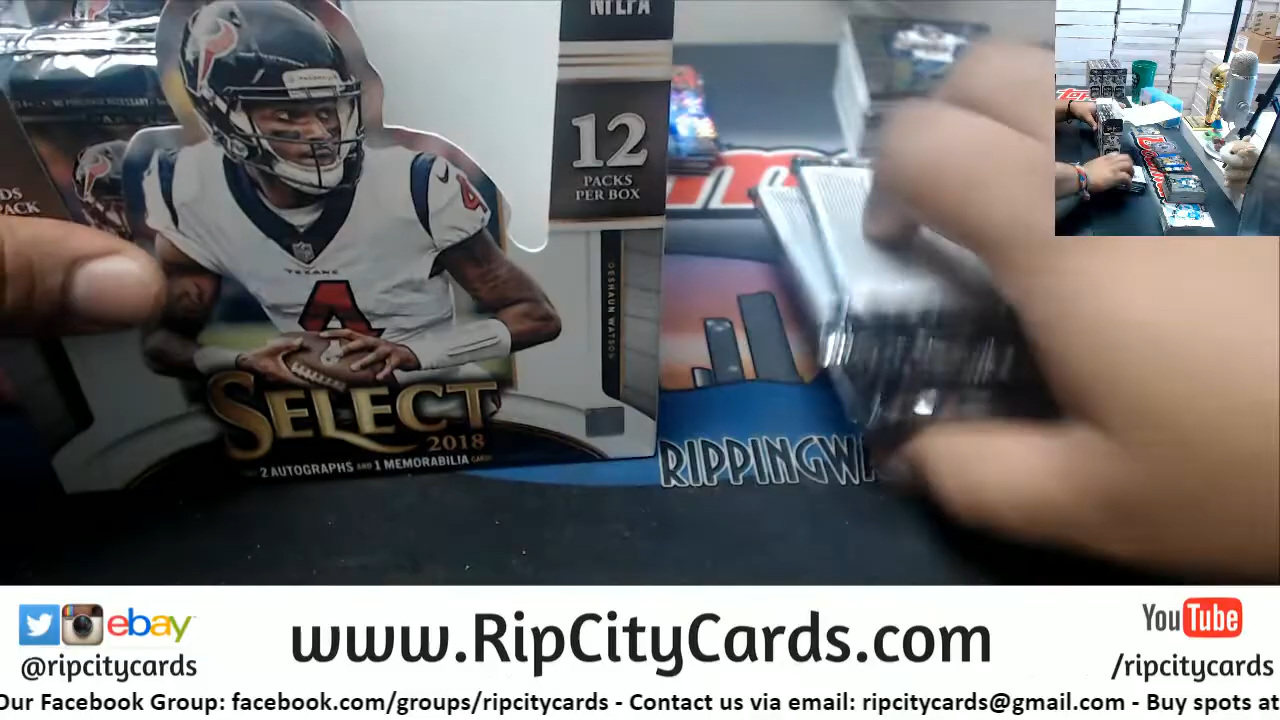 NFLPA
12
PACKS
PER BOX
DS
PACK
DESHAUN WATSON
TEXANS
4
4
SELECT
2018
2 AUTOGRAPHS AND 1 MEMORABILIA
RIPPINGW
ebay
@ripcitycards
www.RipCityCards.com
YouTube
/ripcitycards
Our Facebook Group: facebook.com/groups/ripcitycards - Contact us via email: ripcitycards@gmail.com - Buy spots at